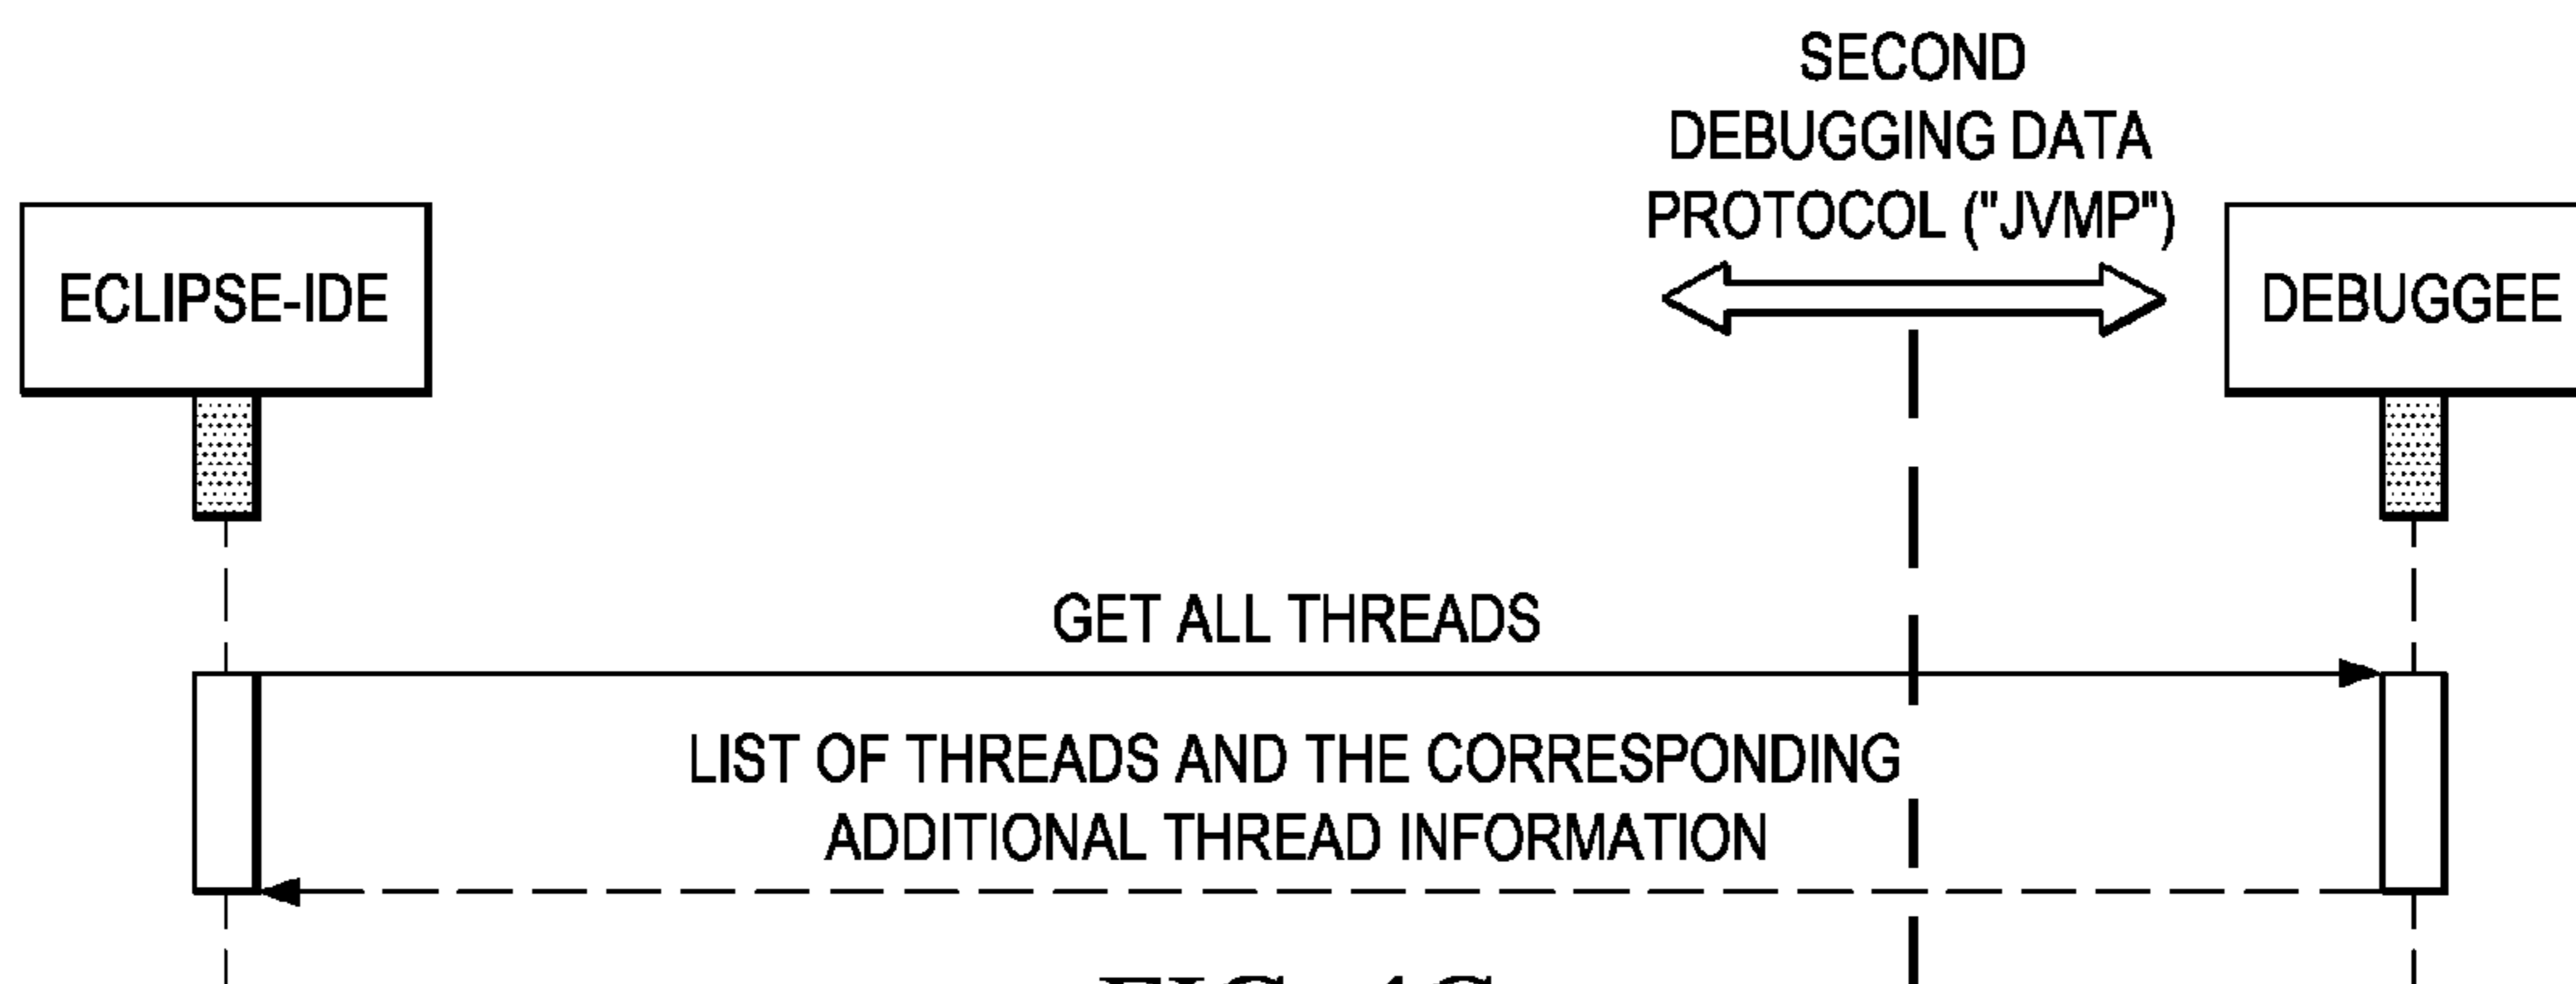 SECOND
DEBUGGING DATA
PROTOCOL ("JVMP")
ECLIPSE-IDE
DEBUGGEE
GET ALL THREADS
LIST OF THREADS AND THE CORRESPONDING
ADDITIONAL THREAD INFORMATION